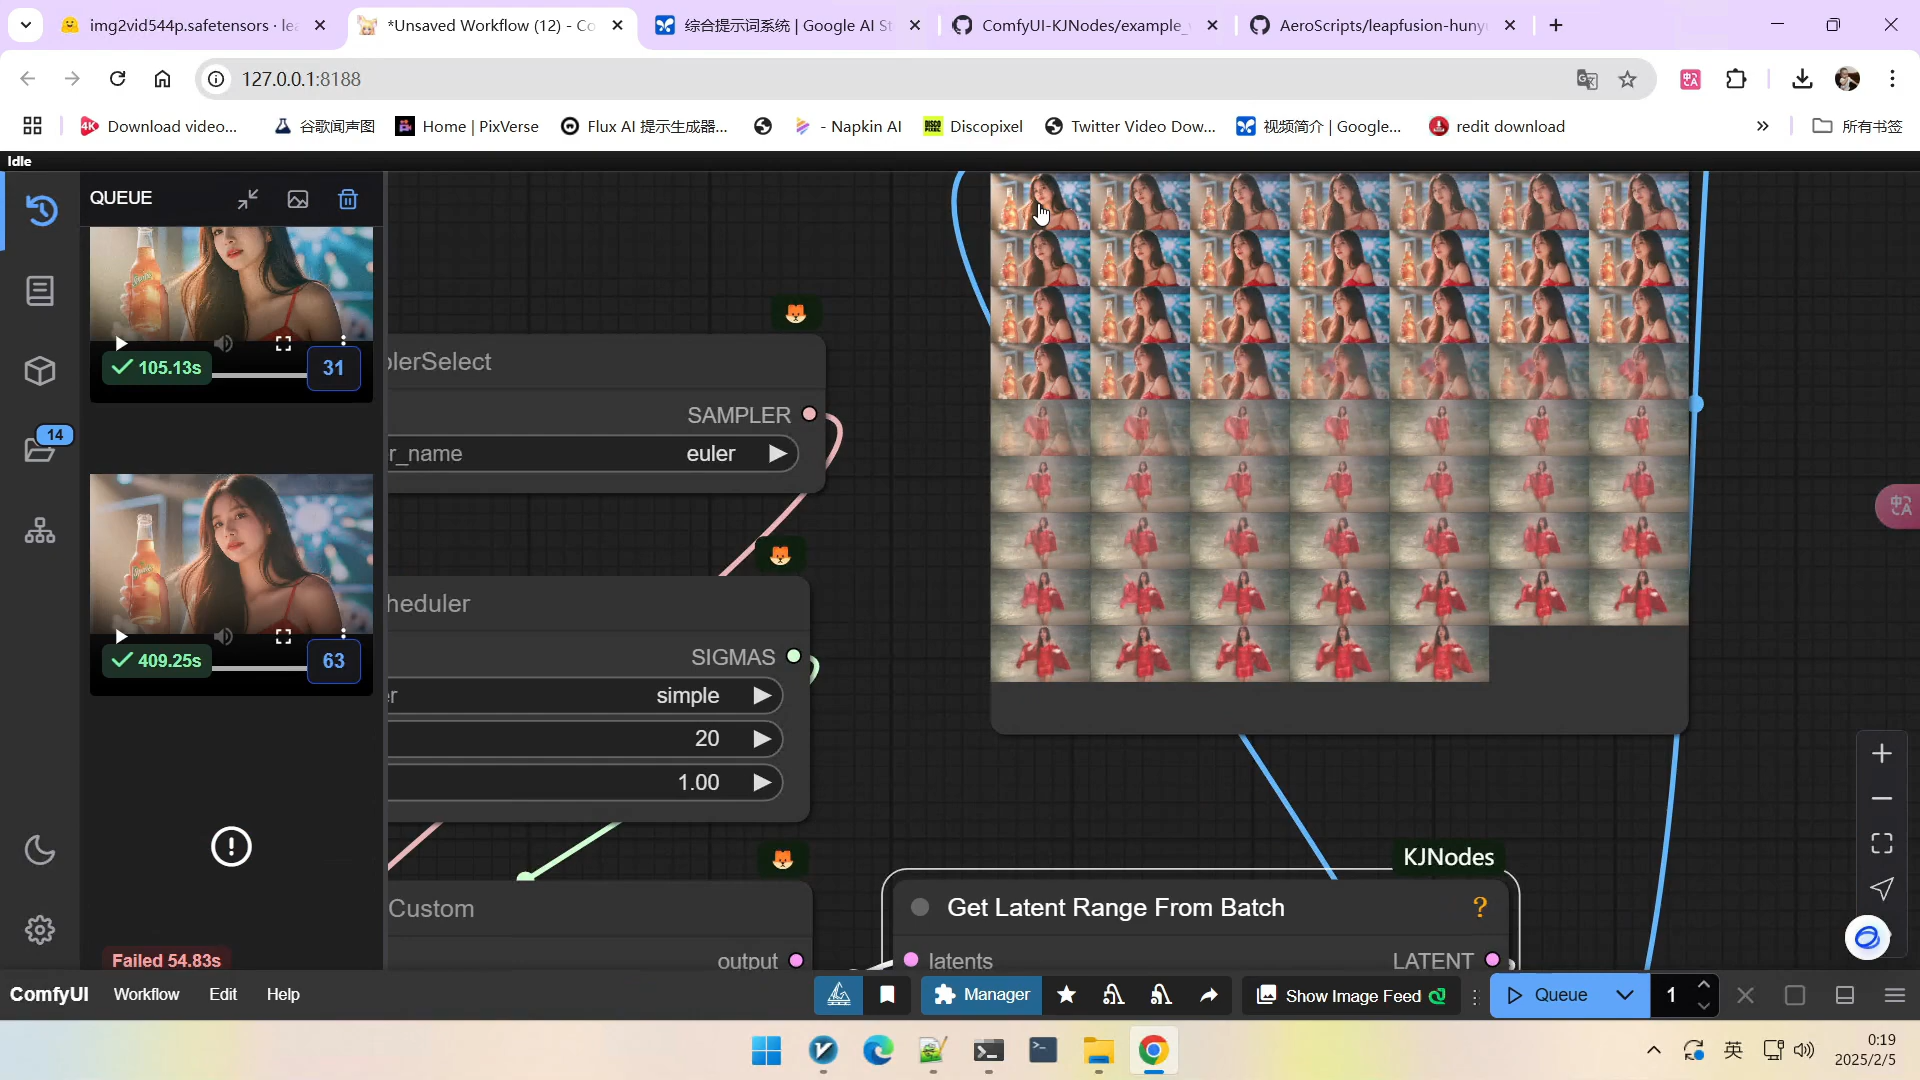 img2vid544p.safetensors · le
*Unsaved Workflow (12) - Co
综合提示词系统 | Google AI St
ComfyUI-KJNodes/example_
AeroScripts/leapfusion-huny
127.0.0.1:8188
Download video...
谷歌闻声图
Home | PixVerse
Flux AI 提示生成器...
- Napkin AI
Discopixel
Twitter Video Dow...
视频简介 | Google...
redit download
所有书签
Idle
QUEUE
105.13s
31
14
409.25s
63
Failed 54.83s
plerSelect
SAMPLER
r_name
euler
heduler
SIGMAS
er
simple
20
1.00
Custom
output
KJNodes
Get Latent Range From Batch
?
latents
LATENT
ComfyUI
Workflow
Edit
Help
Manager
Show Image Feed
Queue
1
英
0:19
2025/2/5